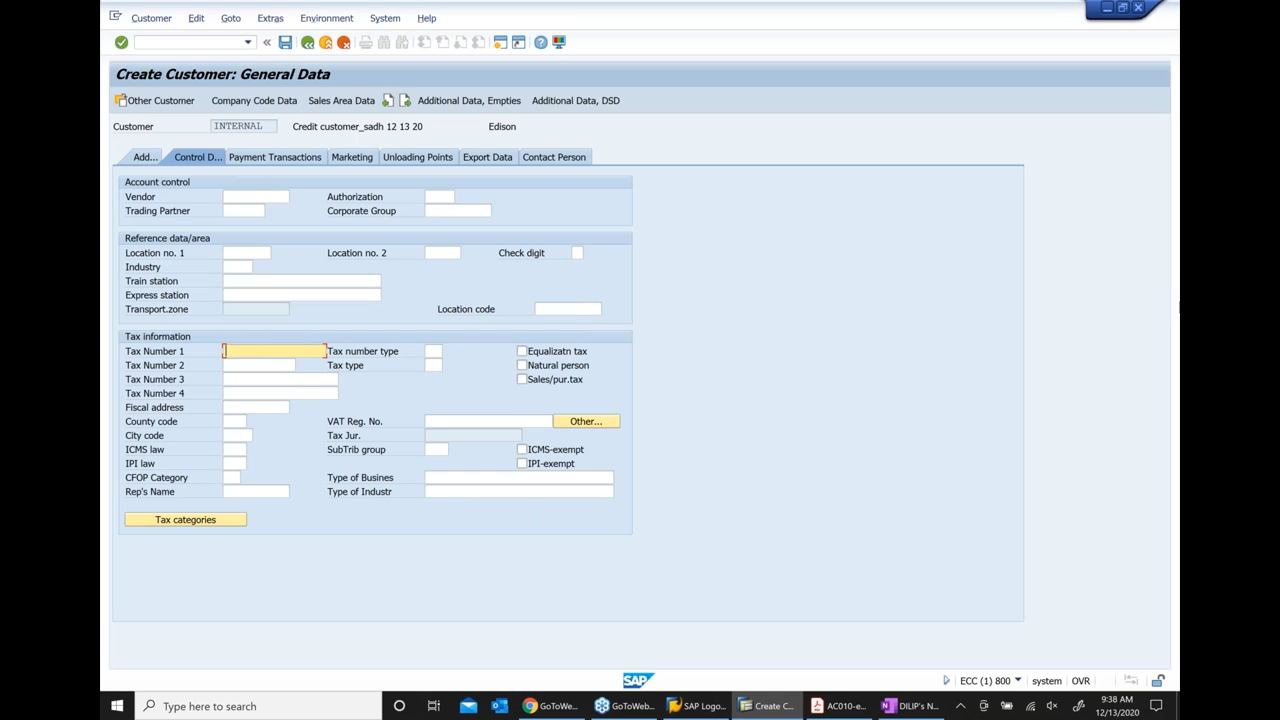 Customer Edit Goto Extras Environment System Help
Create Customer: General Data
Other Customer Company Code Data Sales Area Data Additional Data, Empties Additional Data, DSD
Customer INTERNAL Credit customer_sadh 12 13 20 Edison
Add... Control D... Payment Transactions Marketing Unloading Points Export Data Contact Person
Account control
Vendor Authorization
Trading Partner Corporate Group
Reference data/area
Location no. 1 Location no. 2 Check digit
Industry
Train station
Express station
Transport.zone Location code
Tax information
Tax Number 1 Tax number type Equalizatn tax
Tax Number 2 Tax type Natural person
Tax Number 3 Sales/pur.tax
Tax Number 4
Fiscal address
County code VAT Reg. No. Other...
City code Tax Jur.
ICMS law SubTrib group ICMS-exempt
IPI law IPI-exempt
CFOP Category Type of Busines
Rep's Name Type of Industr
Tax categories
SAP ECC (1) 800 system OVR
Type here to search GoToWe... GoToWeb... SAP Logo... Create C... AC010-e... DILIP's N... 9:38 AM
12/13/2020